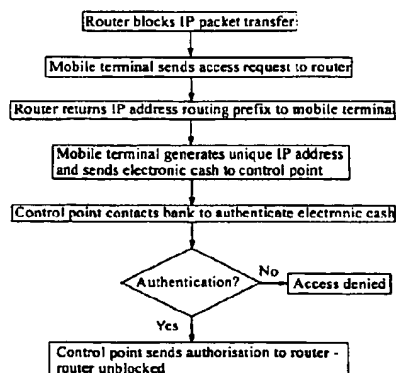 Router blocks IP packet transfer
Mobile terminal sends access request to router
Router returns IP address routing prefix to mobile terminal
Mobile terminal generates unique IP address
and sends electronic cash to control point
Control point contacts bank to authenticate electronic cash
Authentication?
No
Access denied
Yes
Control point sends authorisation to router -
router unblocked